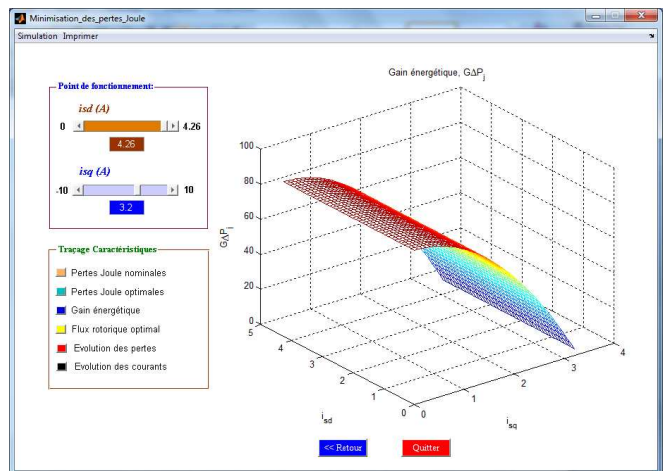 Minimisation_des_pertes_Joule
Simulation Imprimer
Point de fonctionnement:
isd (A)
0 4.26
4.26
isq (A)
-10 10
3.2
Traçage Caractéristiques
Pertes Joule nominales
Pertes Joule optimales
Gain énergétique
Flux rotorique optimal
Evolution des pertes
Evolution des courants
Gain énergétique, GΔPj
100
80
60
40
20
0
GΔPj
5
4
3
2
1
0
isd
0
1
2
3
4
isq
<< Retour Quitter